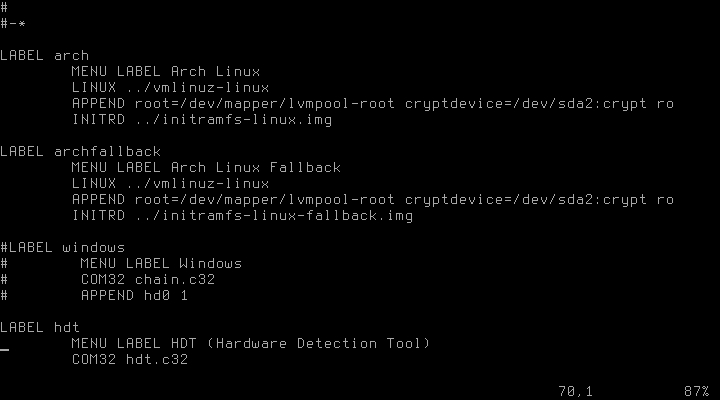 #
#-*

LABEL arch
        MENU LABEL Arch Linux
        LINUX ../vmlinuz-linux
        APPEND root=/dev/mapper/lvmpool-root cryptdevice=/dev/sda2:crypt ro
        INITRD ../initramfs-linux.img

LABEL archfallback
        MENU LABEL Arch Linux Fallback
        LINUX ../vmlinuz-linux
        APPEND root=/dev/mapper/lvmpool-root cryptdevice=/dev/sda2:crypt ro
        INITRD ../initramfs-linux-fallback.img

#LABEL windows
#        MENU LABEL Windows
#        COM32 chain.c32
#        APPEND hd0 1

LABEL hdt
        MENU LABEL HDT (Hardware Detection Tool)
        COM32 hdt.c32
70,1          87%